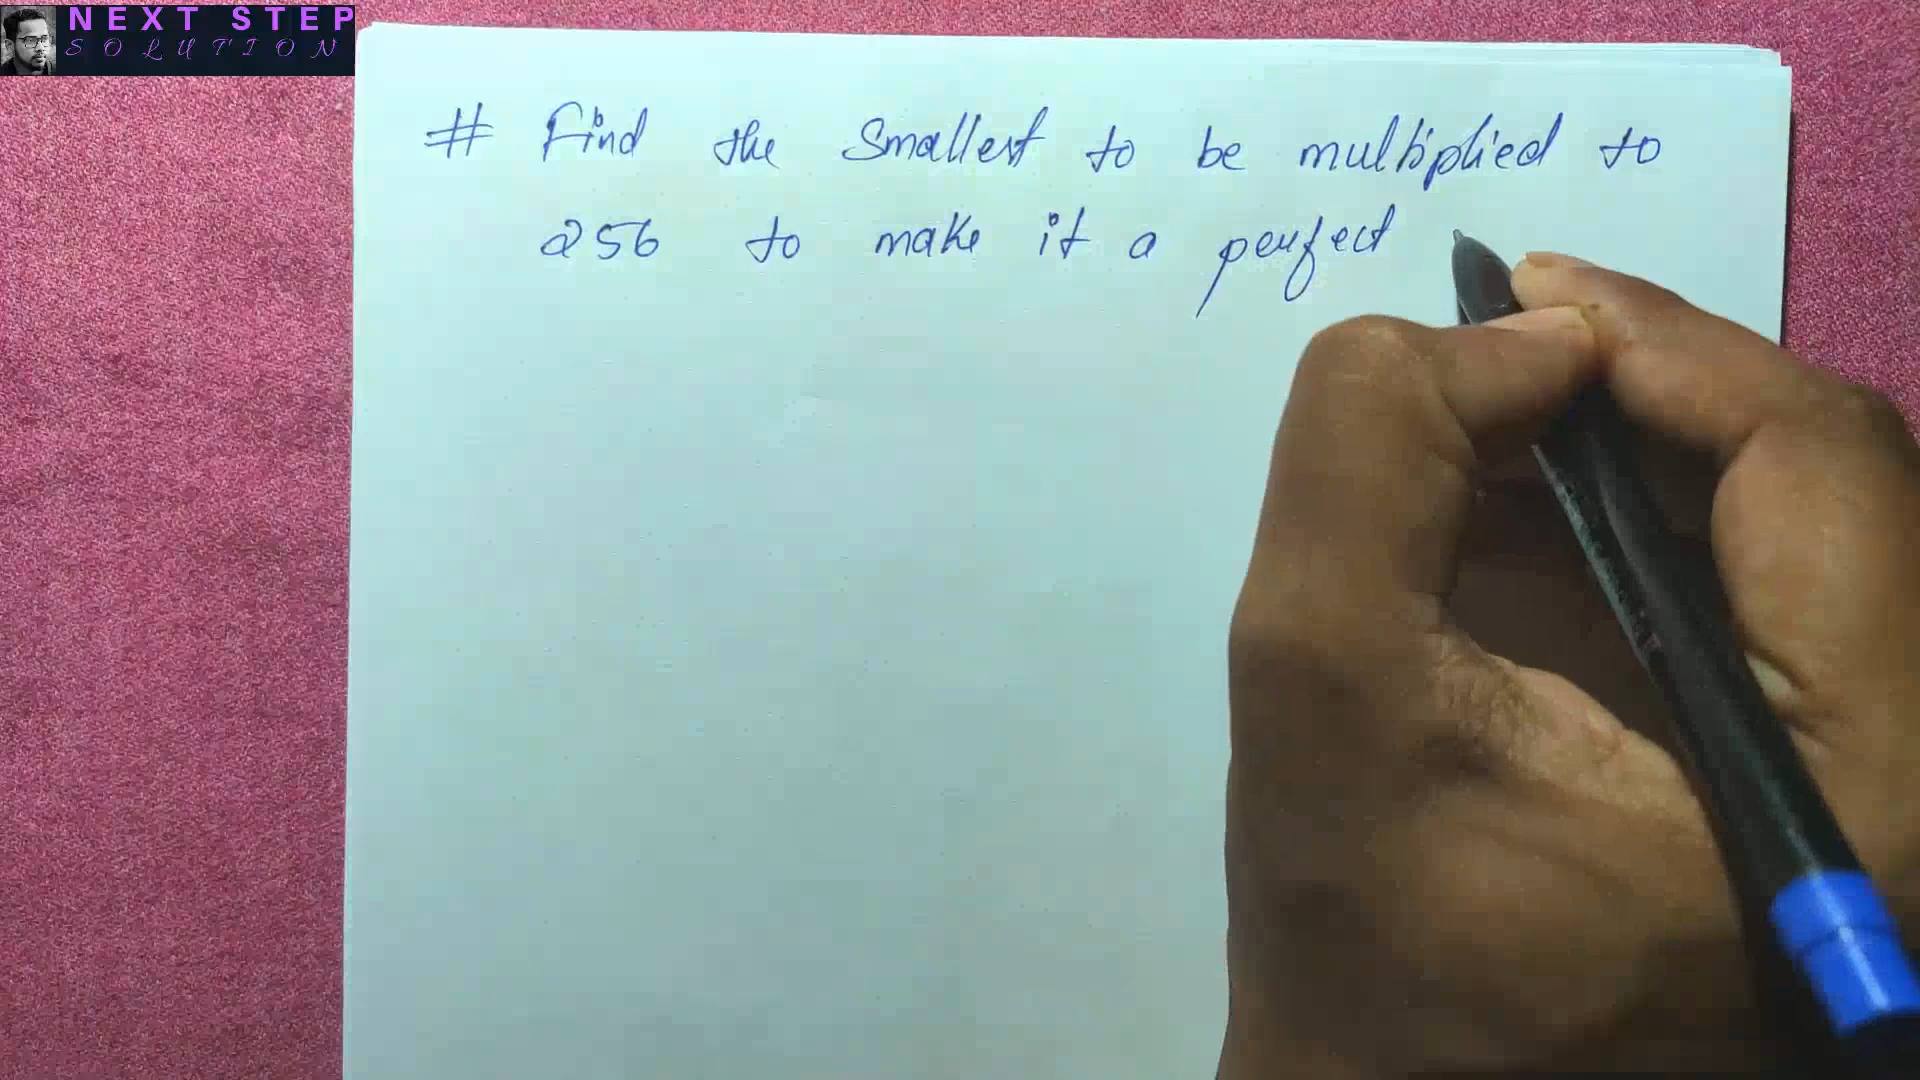 NEXT STEP
SOLUTION
# Find the Smallest to be multiplied to
256 to make it a perfect